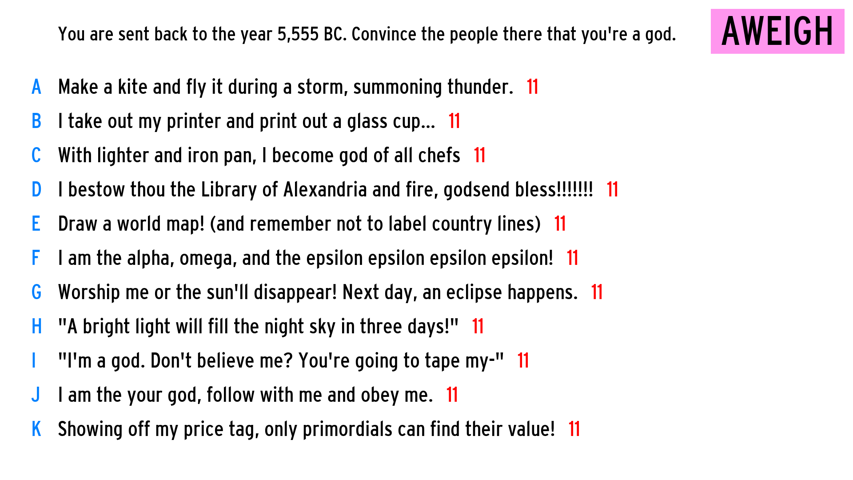 You are sent back to the year 5,555 BC. Convince the people there that you're a god.
AWEIGH
A Make a kite and fly it during a storm, summoning thunder. 11
B I take out my printer and print out a glass cup... 11
C With lighter and iron pan, I become god of all chefs 11
D I bestow thou the Library of Alexandria and fire, godsend bless!!!!!!! 11
E Draw a world map! (and remember not to label country lines) 11
F I am the alpha, omega, and the epsilon epsilon epsilon epsilon! 11
G Worship me or the sun'll disappear! Next day, an eclipse happens. 11
H "A bright light will fill the night sky in three days!" 11
I "I'm a god. Don't believe me? You're going to tape my-" 11
J I am the your god, follow with me and obey me. 11
K Showing off my price tag, only primordials can find their value! 11